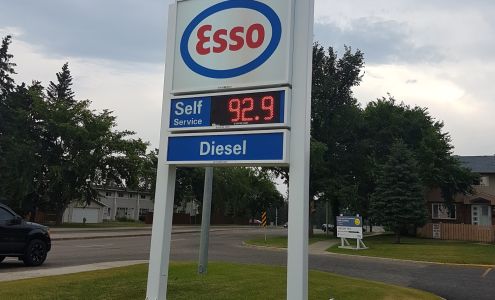 Esso
Self
Service
92.9
Diesel